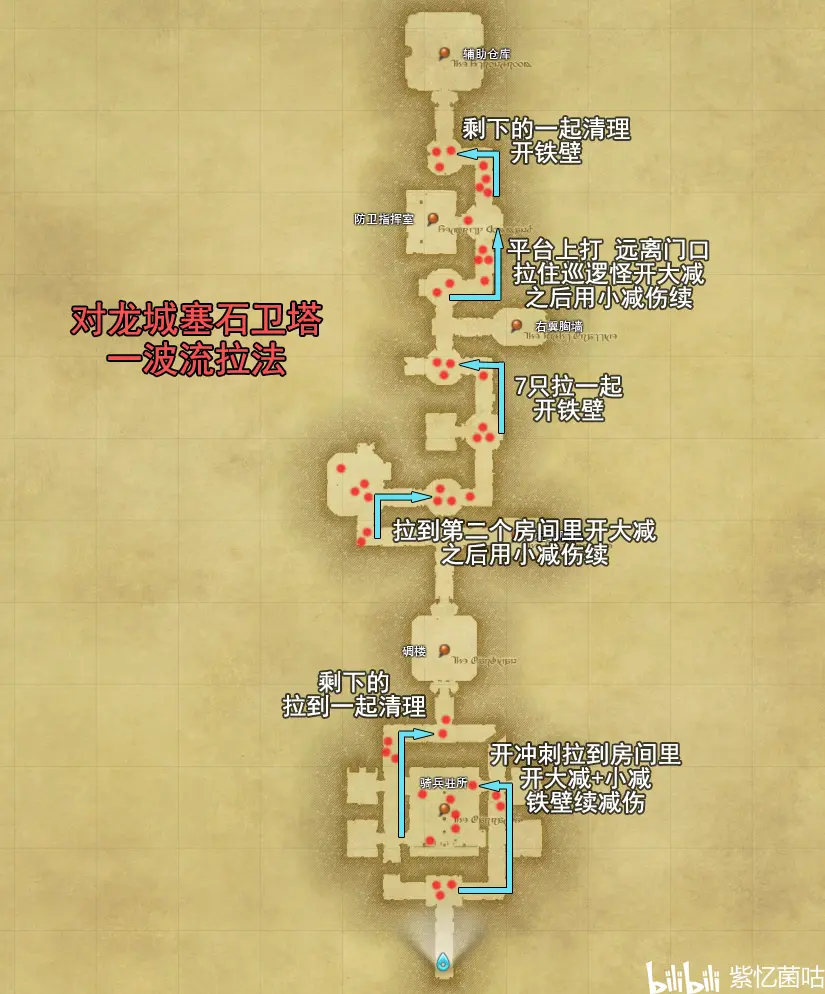 辅助仓库
剩下的一起清理
开铁壁
防卫指挥室
平台上打 远离门口
拉住巡逻怪开大减
之后用小减伤续
对龙城塞石卫塔
一波流拉法
右翼胸墙
7只拉一起
开铁壁
拉到第二个房间里开大减
之后用小减伤续
碉楼
剩下的
拉到一起清理
开冲刺拉到房间里
开大减+小减
铁壁续减伤
骑兵驻所
bilibili 紫忆菌咕